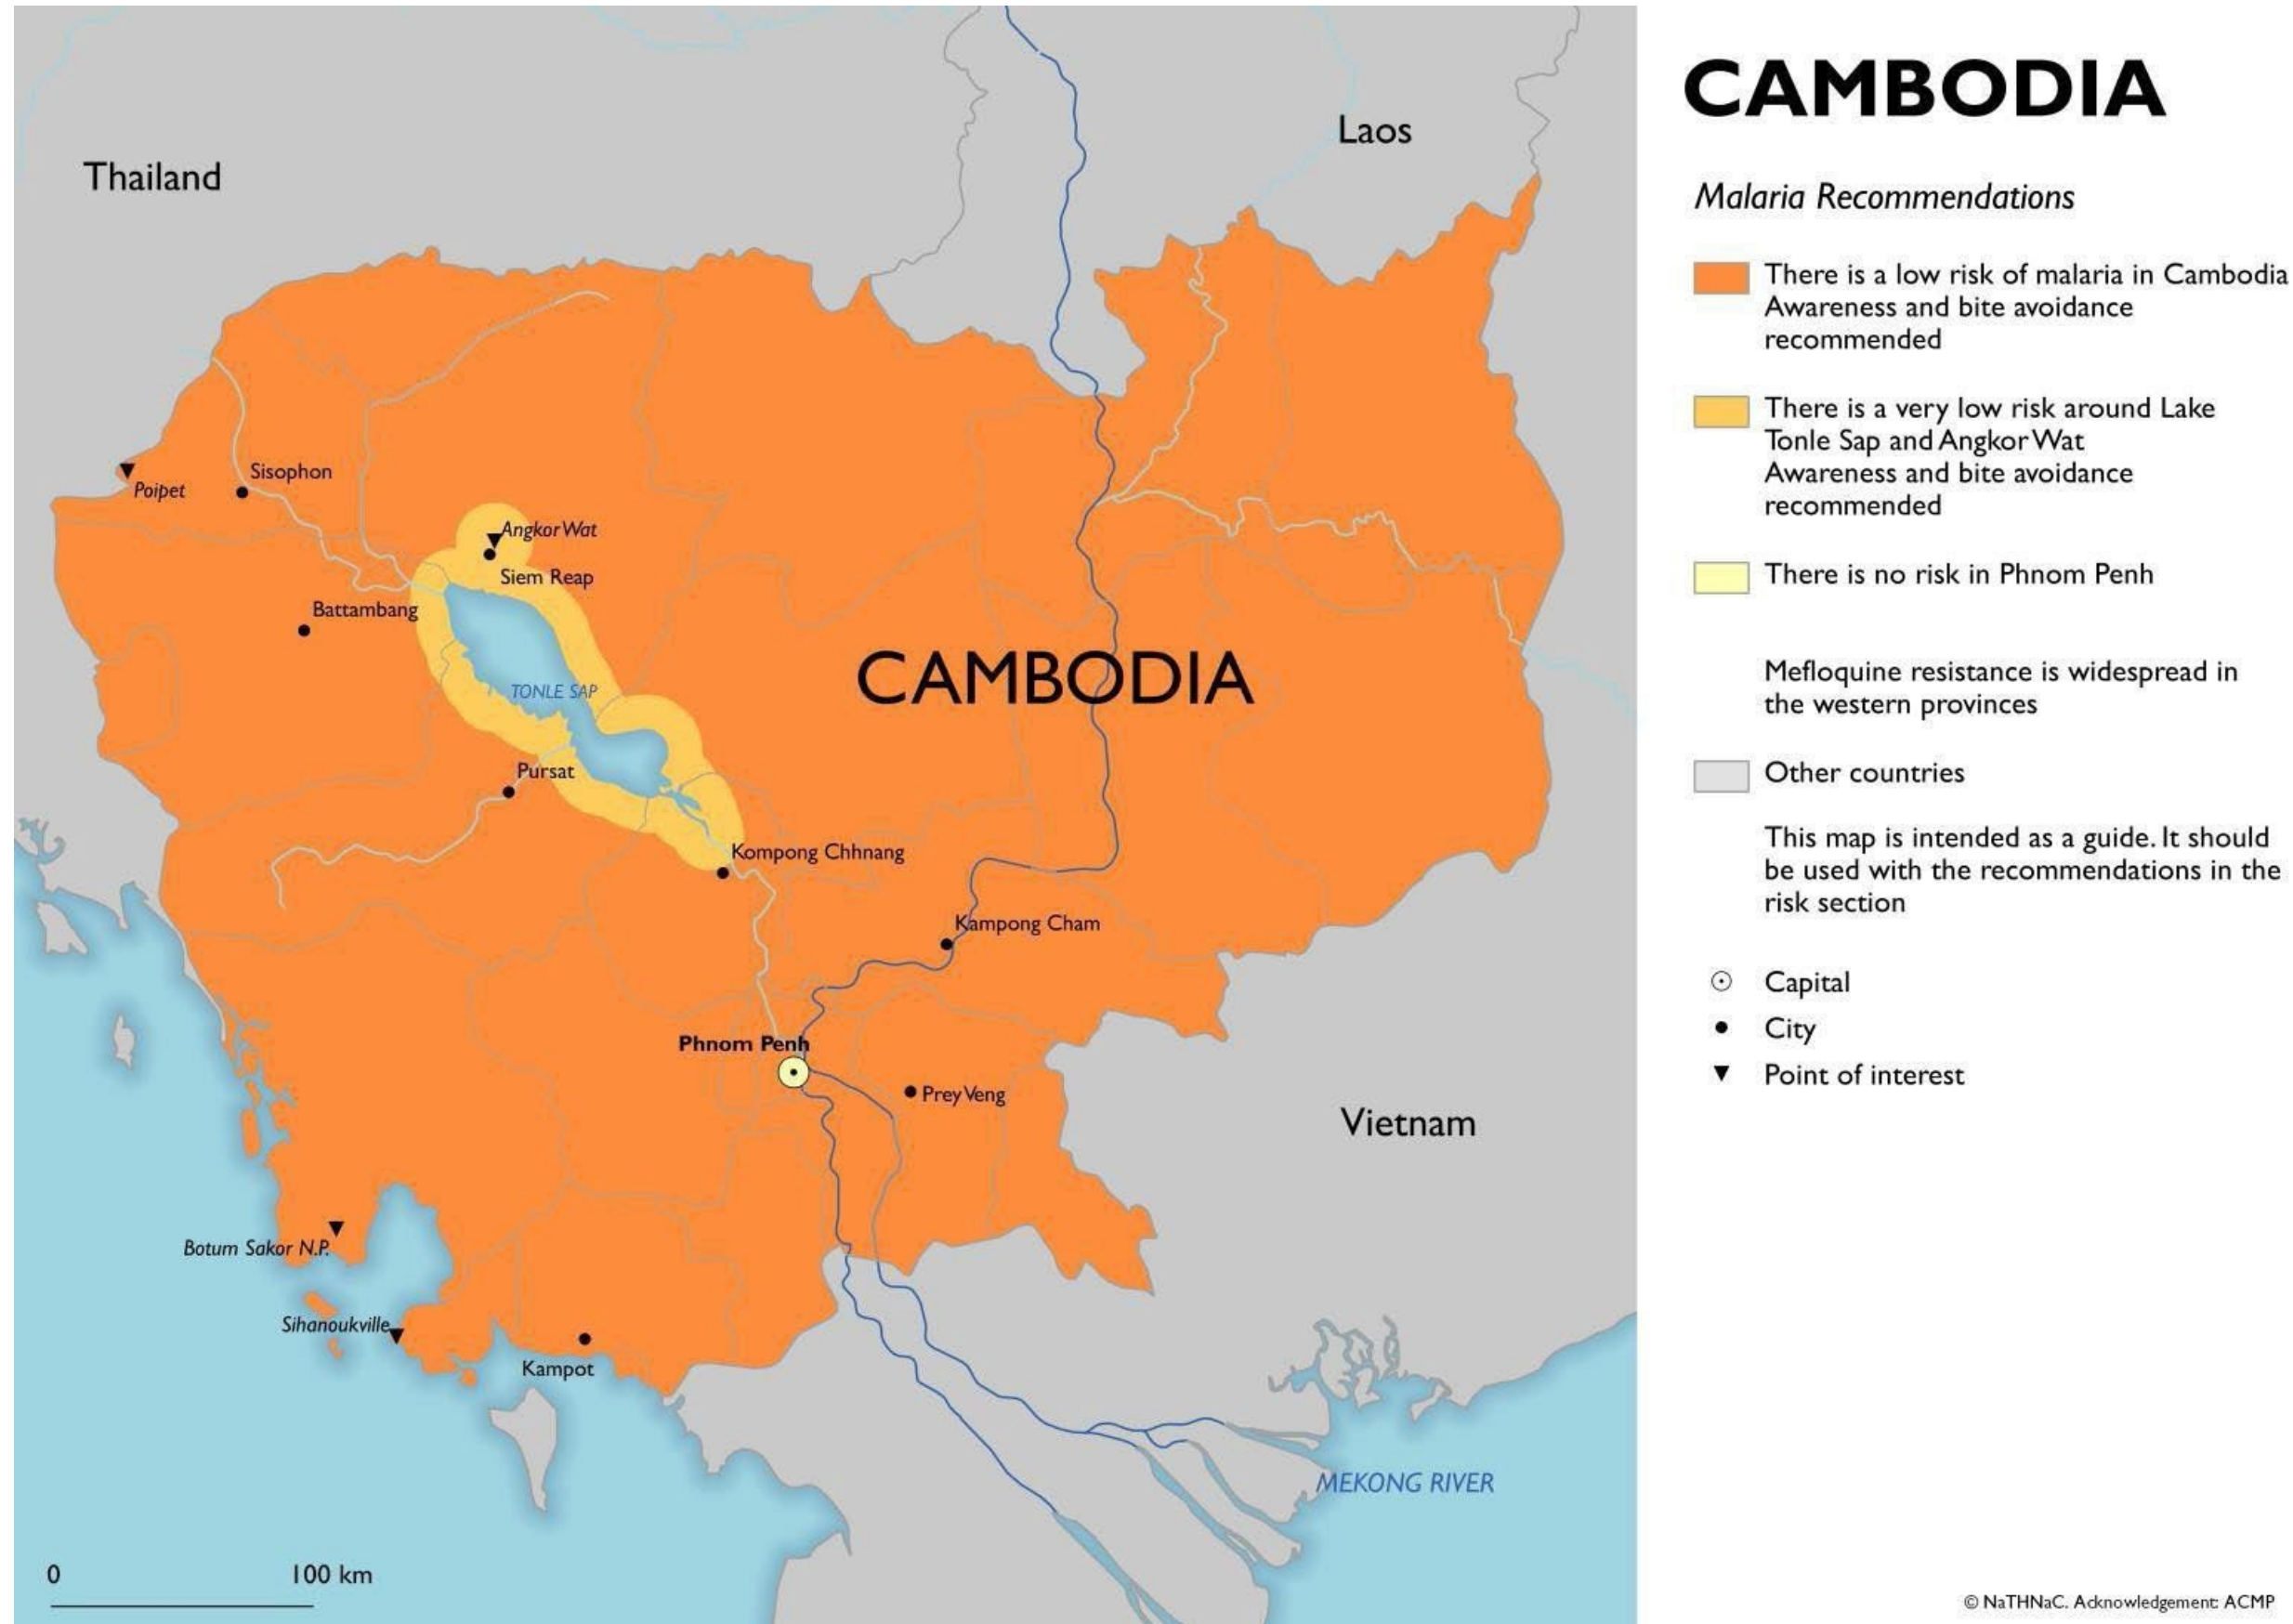 CAMBODIA
Malaria Recommendations
There is a low risk of malaria in Cambodia
Awareness and bite avoidance
recommended
There is a very low risk around Lake
Tonle Sap and Angkor Wat
Awareness and bite avoidance
recommended
There is no risk in Phnom Penh
Mefloquine resistance is widespread in
the western provinces
Other countries
This map is intended as a guide. It should
be used with the recommendations in the
risk section
Capital
City
Point of interest
© NaTHNaC. Acknowledgement: ACMP
Laos
Thailand
Sisophon
Poipet
Angkor Wat
Siem Reap
Battambang
CAMBODIA
TONLE SAP
Pursat
Kompong Chhnang
Kampong Cham
Phnom Penh
Prey Veng
Vietnam
Botum Sakor N.P.
Sihanoukville
Kampot
MEKONG RIVER
0 100 km